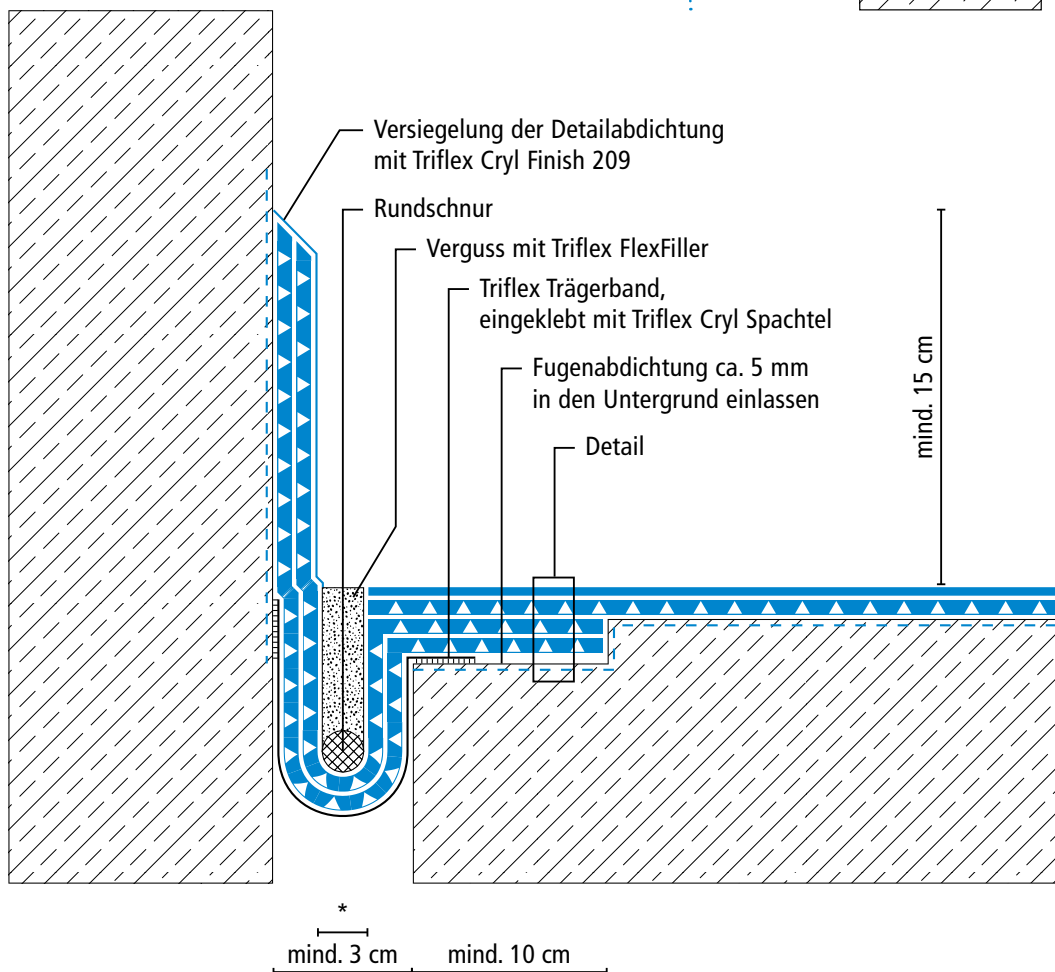 Versiegelung der Detailabdichtung
mit Triflex Cryl Finish 209
Rundschnur
Verguss mit Triflex FlexFiller
Triflex Trägerband,
eingeklebt mit Triflex Cryl Spachtel
Fugenabdichtung ca. 5 mm
in den Untergrund einlassen
Detail
mind. 15 cm
*
mind. 3 cm
mind. 10 cm